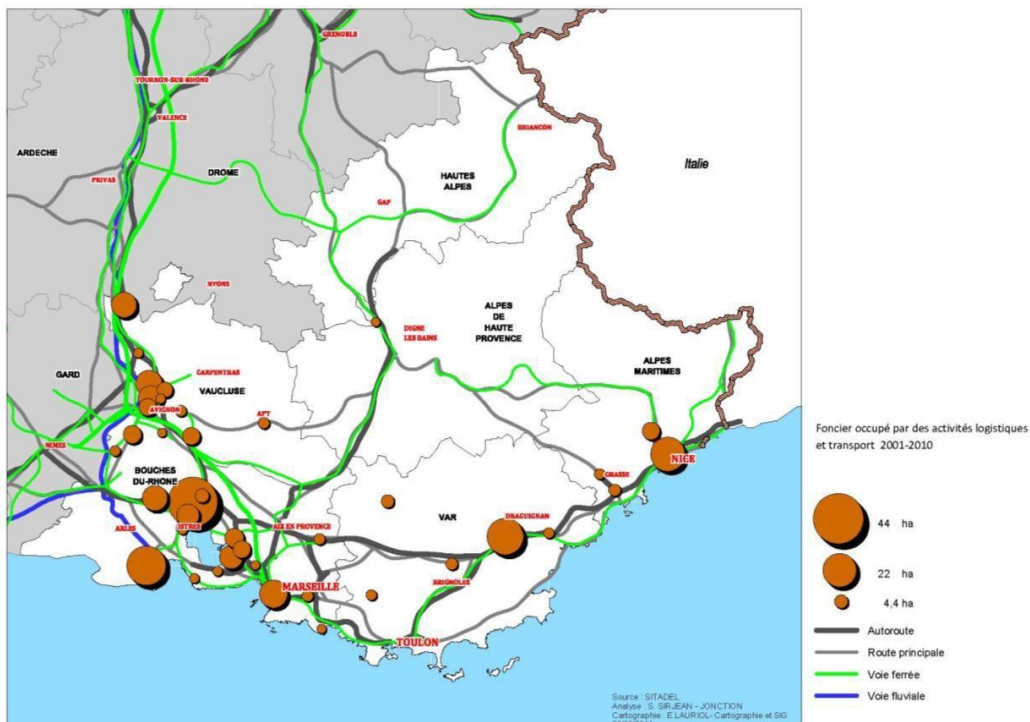 GRENOBLE
TOURNON-SUR-RHÔNE
VALENCE
BRIANCON
ARDECHE
Italie
DROME
HAUTES
ALPES
PRIVAS
GAP
NYONS
ALPES
DE
HAUTE
PROVENCE
DIGNE
LES BAINS
ALPES
MARITIMES
GARD
CARPENTRAS
VAUCLUSE
AVIGNON
APT
NIMES
NICE
BOUCHES
DU-RHÔNE
GRASSE
ARLES
ISTRES
AIX EN PROVENCE
VAR
DRAGUIGNAN
BRIGNOLES
MARSEILLE
TOULON
Foncier occupé par des activités logistiques
et transport 2001-2010
44 ha
22 ha
4,4 ha
Autoroute
Route principale
Voie ferrée
Voie fluviale
Source : SITADEL
Analyse : S. SIRJEAN - JONCTION
Cartographie : E.LAURIOL- Cartographie et SIG